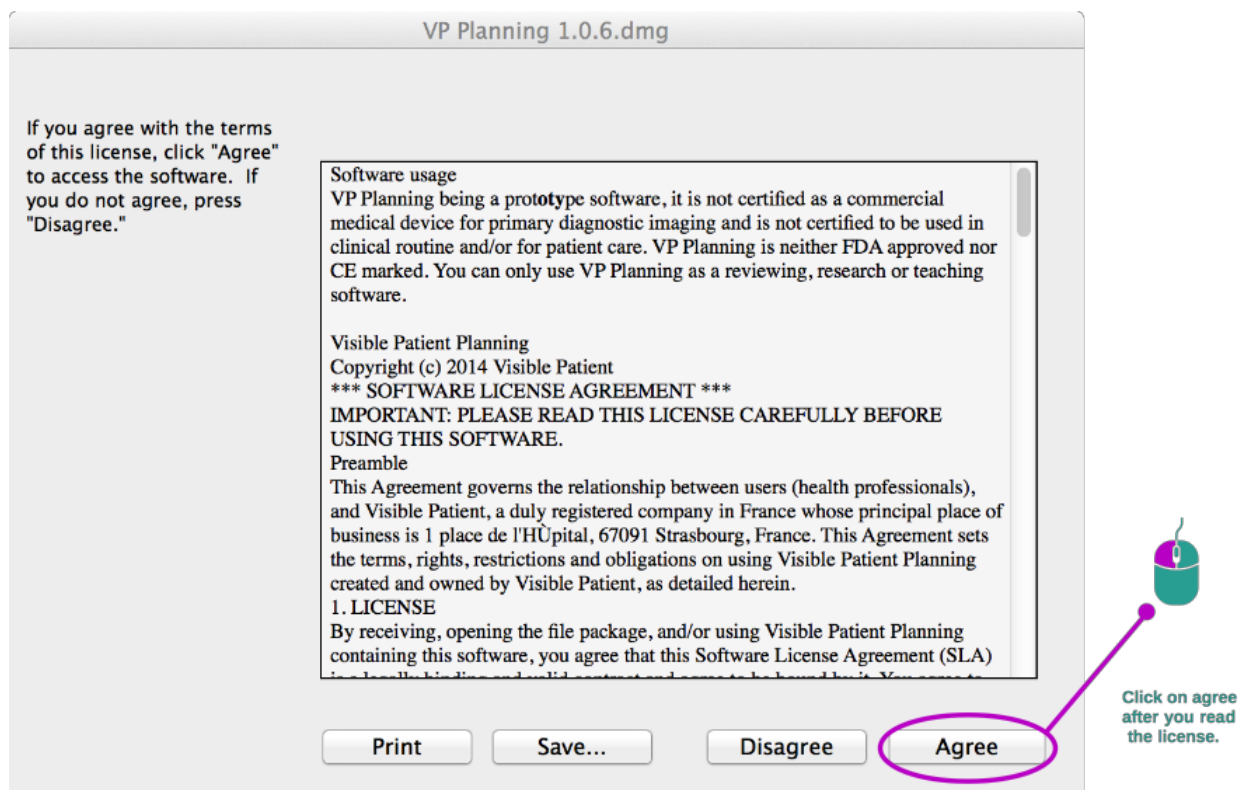 VP Planning 1.0.6.dmg
If you agree with the terms
of this license, click "Agree"
to access the software.  If
you do not agree, press
"Disagree."
Software usage
VP Planning being a prototype software, it is not certified as a commercial
medical device for primary diagnostic imaging and is not certified to be used in
clinical routine and/or for patient care. VP Planning is neither FDA approved nor
CE marked. You can only use VP Planning as a reviewing, research or teaching
software.
Visible Patient Planning
Copyright (c) 2014 Visible Patient
*** SOFTWARE LICENSE AGREEMENT ***
IMPORTANT: PLEASE READ THIS LICENSE CAREFULLY BEFORE
USING THIS SOFTWARE.
Preamble
This Agreement governs the relationship between users (health professionals),
and Visible Patient, a duly registered company in France whose principal place of
business is 1 place de l'HÙpital, 67091 Strasbourg, France. This Agreement sets
the terms, rights, restrictions and obligations on using Visible Patient Planning
created and owned by Visible Patient, as detailed herein.
1. LICENSE
By receiving, opening the file package, and/or using Visible Patient Planning
containing this software, you agree that this Software License Agreement (SLA)
Print
Save...
Disagree
Agree
Click on agree
after you read
the license.